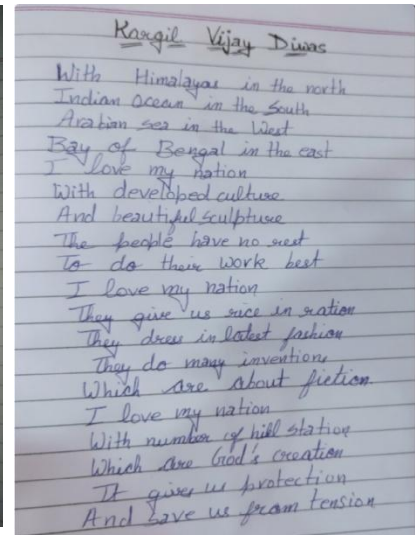 Kargil Vijay Diwas
With Himalayas in the north
Indian Ocean in the South
Arabian sea in the West
Bay of Bengal in the east
I love my nation
With developed culture
And beautiful sculpture
The people have no rest
To do their work best
I love my nation
They give us rice in ration
They dress in latest fashion
They do many inventions
Which are about fiction.
I love my nation
With number of hill station
Which are God's creation
It gives us protection
And save us from tension